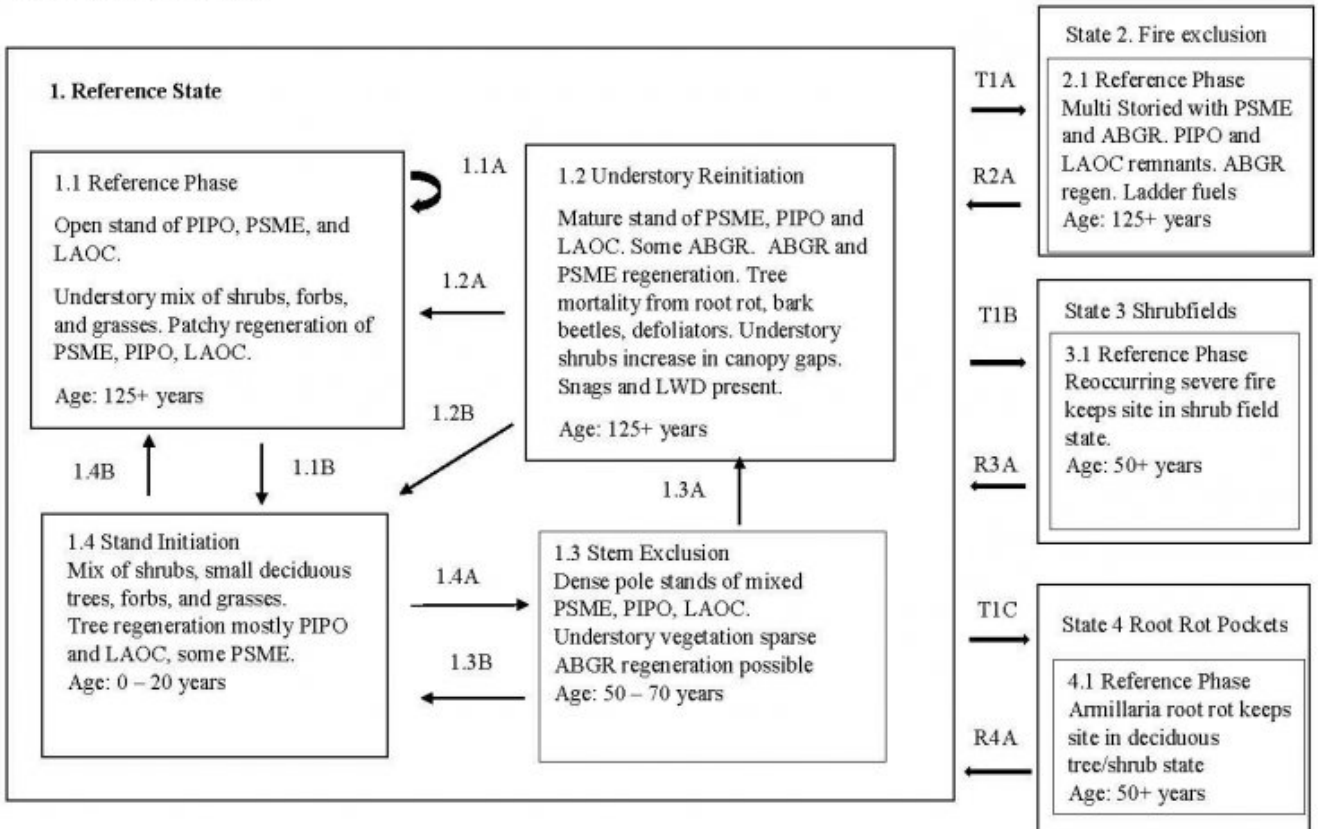 1. Reference State
1.1 Reference Phase
Open stand of PIPO, PSME, and
LAOC.
Understory mix of shrubs, forbs,
and grasses. Patchy regeneration of
PSME, PIPO, LAOC.
Age: 125+ years
1.1A
1.2 Understory Reinitiation
Mature stand of PSME, PIPO and
LAOC. Some ABGR. ABGR and
PSME regeneration. Tree
mortality from root rot, bark
beetles, defoliators. Understory
shrubs increase in canopy gaps.
Snags and LWD present.
Age: 125+ years
1.2A
1.2B
1.4B
1.1B
1.3A
1.4 Stand Initiation
Mix of shrubs, small deciduous
trees, forbs, and grasses.
Tree regeneration mostly PIPO
and LAOC, some PSME.
Age: 0 – 20 years
1.4A
1.3B
1.3 Stem Exclusion
Dense pole stands of mixed
PSME, PIPO, LAOC.
Understory vegetation sparse
ABGR regeneration possible
Age: 50 – 70 years
T1A
R2A
State 2. Fire exclusion
2.1 Reference Phase
Multi Storied with PSME
and ABGR. PIPO and
LAOC remnants. ABGR
regen. Ladder fuels
Age: 125+ years
T1B
R3A
State 3 Shrubfields
3.1 Reference Phase
Reoccurring severe fire
keeps site in shrub field
state.
Age: 50+ years
T1C
R4A
State 4 Root Rot Pockets
4.1 Reference Phase
Armillaria root rot keeps
site in deciduous
tree/shrub state
Age: 50+ years